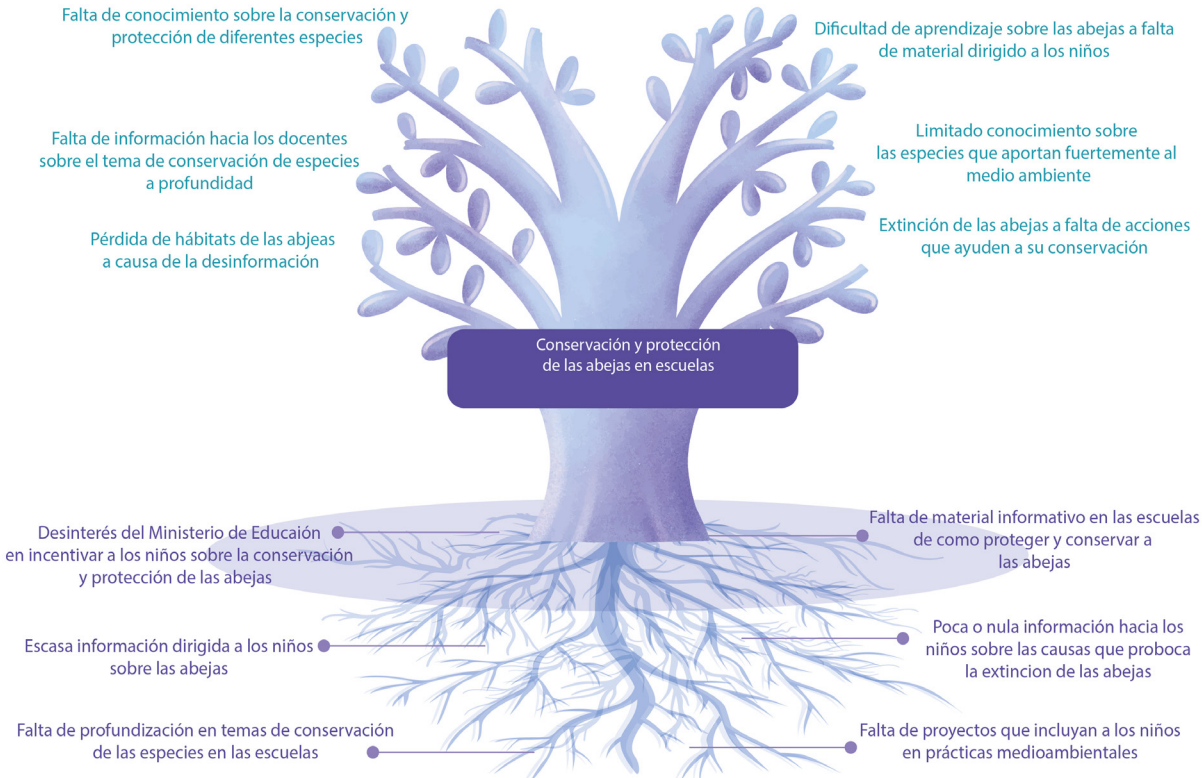 Falta de conocimiento sobre la conservación y
protección de diferentes especies
Dificultad de aprendizaje sobre las abejas a falta
de material dirigido a los niños
Falta de información hacia los docentes
sobre el tema de conservación de especies
a profundidad
Limitado conocimiento sobre
las especies que aportan fuertemente al
medio ambiente
Pérdida de hábitats de las abjeas
a causa de la desinformación
Extinción de las abejas a falta de acciones
que ayuden a su conservación
Conservación y protección
de las abejas en escuelas
Desinterés del Ministerio de Educaión
en incentivar a los niños sobre la conservación
y protección de las abejas
Falta de material informativo en las escuelas
de como proteger y conservar a
las abejas
Escasa información dirigida a los niños
sobre las abejas
Poca o nula información hacia los
niños sobre las causas que proboca
la extincion de las abejas
Falta de profundización en temas de conservación
de las especies en las escuelas
Falta de proyectos que incluyan a los niños
en prácticas medioambientales